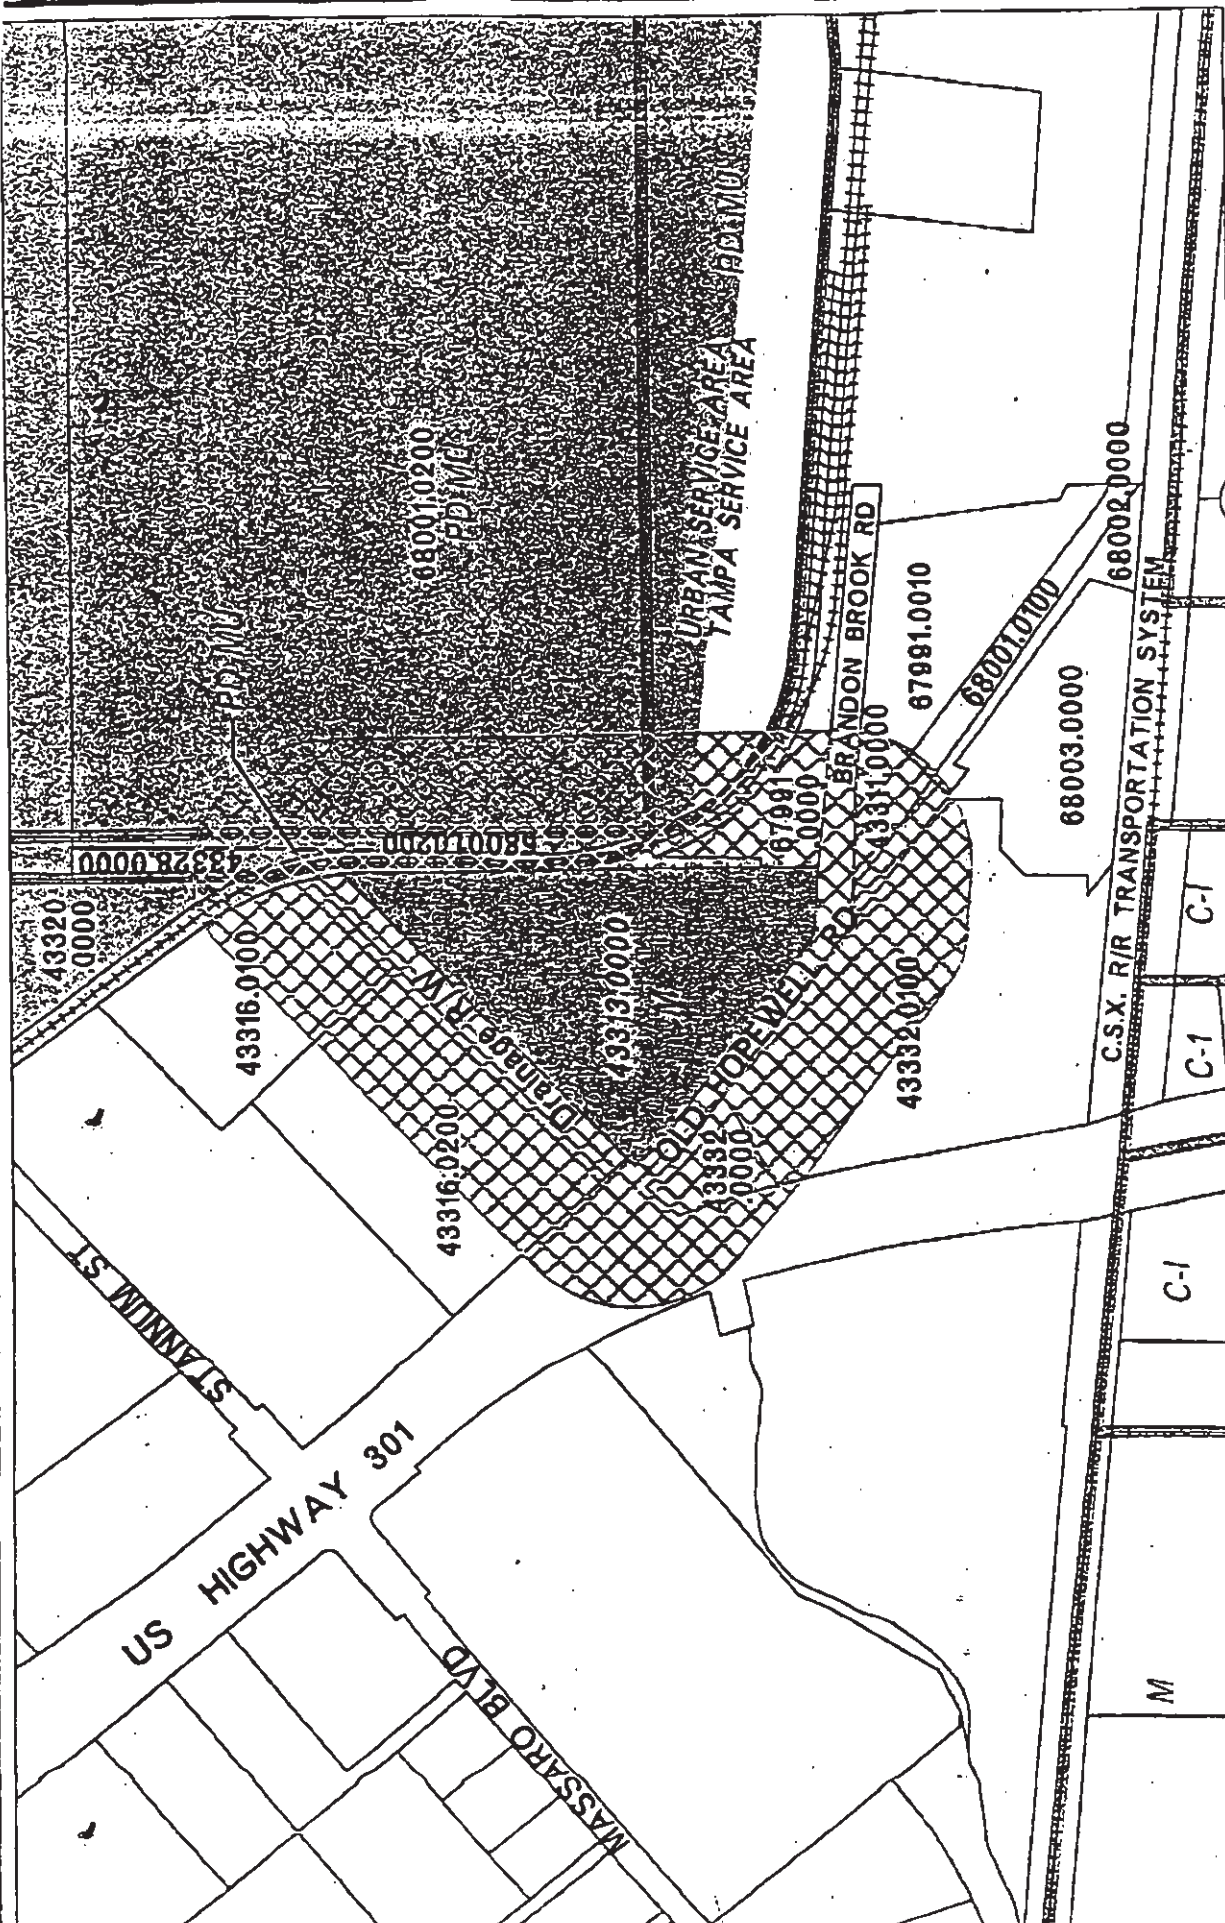 43320
.0000
43328.0000
PD-MU
68001.0200
PD-MU
URBAN SERVICE AREA
TAMPA SERVICE AREA
PD-MU
43316.0100
68001.0200
43316.0200
Drainage R/W
43313.0000
67991
.0000
OLD HOPEWELL RD
BRANDON BROOK RD
43331.0000
67991.0010
68001.0100
68002.0000
43332
.0000
43332.0100
68003.0000
C.S.X. R/R TRANSPORTATION SYSTEM
STANNUM ST
US HIGHWAY 301
MASSARO BLVD
M
C-I
C-1
C-I